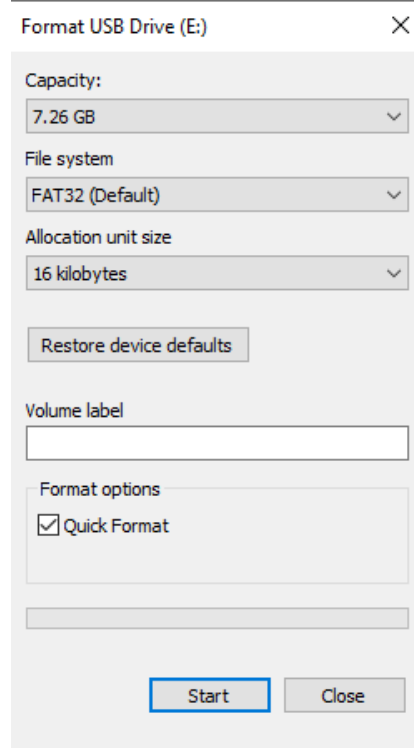 Format USB Drive (E:)
Capacity:
7.26 GB
File system
FAT32 (Default)
Allocation unit size
16 kilobytes
Restore device defaults
Volume label
Format options
Quick Format
Start Close